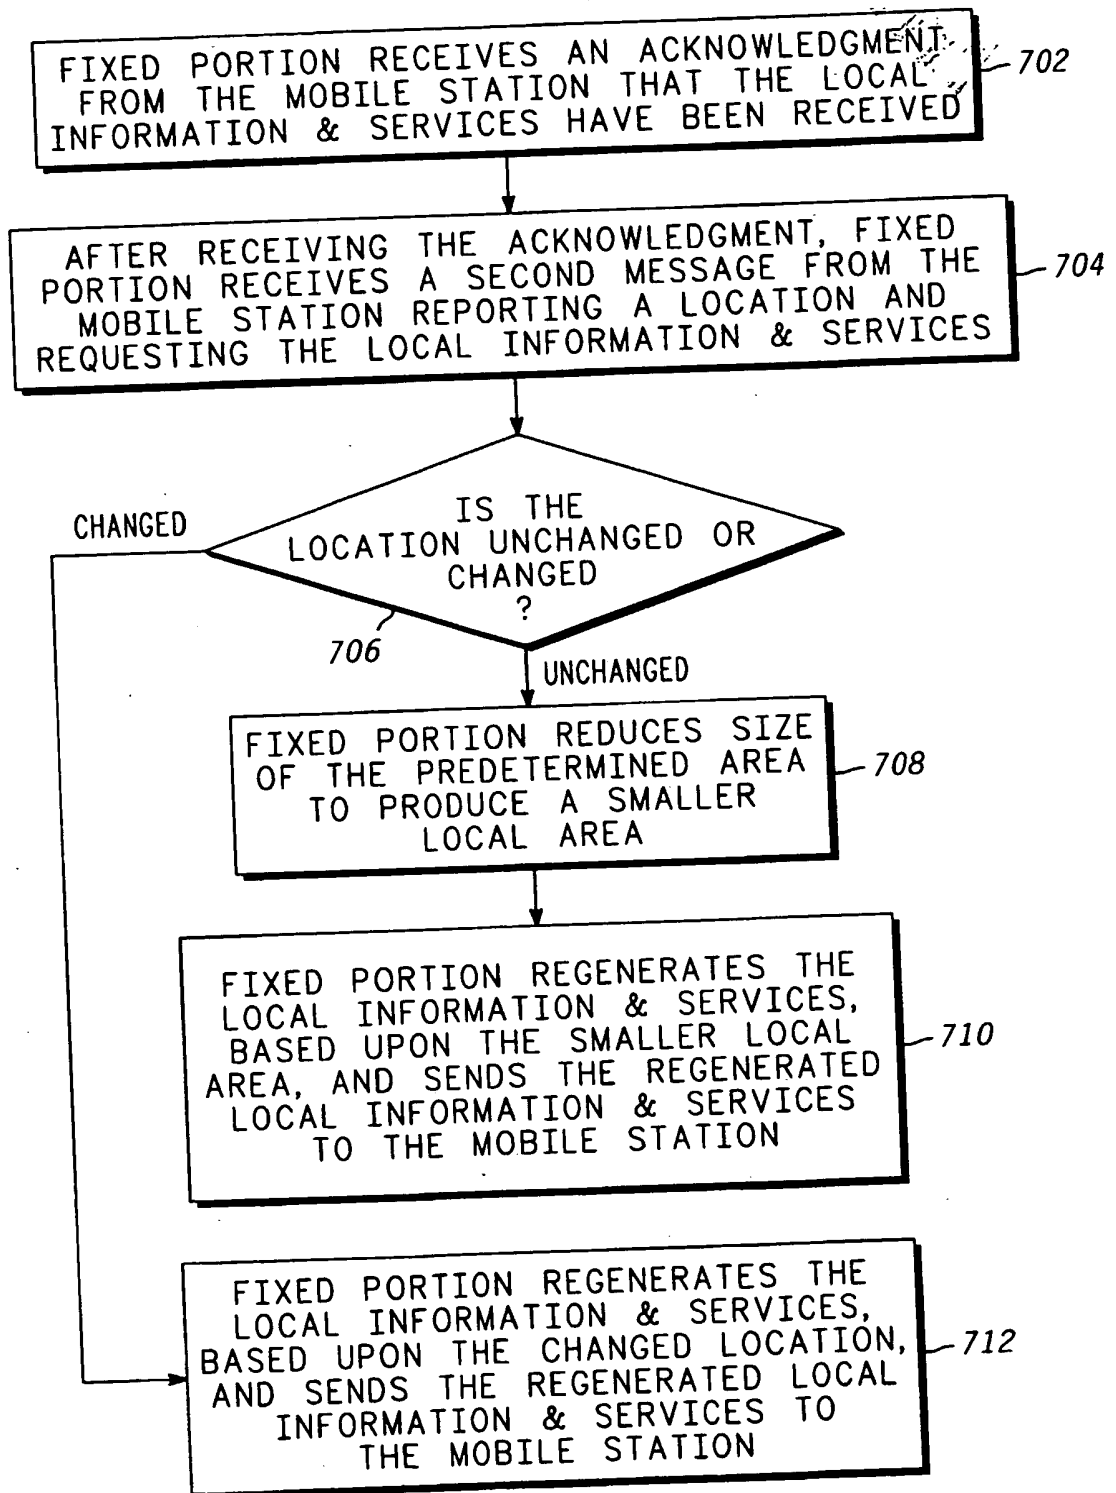 FIXED PORTION RECEIVES AN ACKNOWLEDGMENT
FROM THE MOBILE STATION THAT THE LOCAL
INFORMATION & SERVICES HAVE BEEN RECEIVED
702
AFTER RECEIVING THE ACKNOWLEDGMENT, FIXED
PORTION RECEIVES A SECOND MESSAGE FROM THE
MOBILE STATION REPORTING A LOCATION AND
REQUESTING THE LOCAL INFORMATION & SERVICES
704
IS THE
LOCATION UNCHANGED OR
CHANGED
?
706
CHANGED
UNCHANGED
FIXED PORTION REDUCES SIZE
OF THE PREDETERMINED AREA
TO PRODUCE A SMALLER
LOCAL AREA
708
FIXED PORTION REGENERATES THE
LOCAL INFORMATION & SERVICES,
BASED UPON THE SMALLER LOCAL
AREA, AND SENDS THE REGENERATED
LOCAL INFORMATION & SERVICES
TO THE MOBILE STATION
710
FIXED PORTION REGENERATES THE
LOCAL INFORMATION & SERVICES,
BASED UPON THE CHANGED LOCATION,
AND SENDS THE REGENERATED LOCAL
INFORMATION & SERVICES TO
THE MOBILE STATION
712